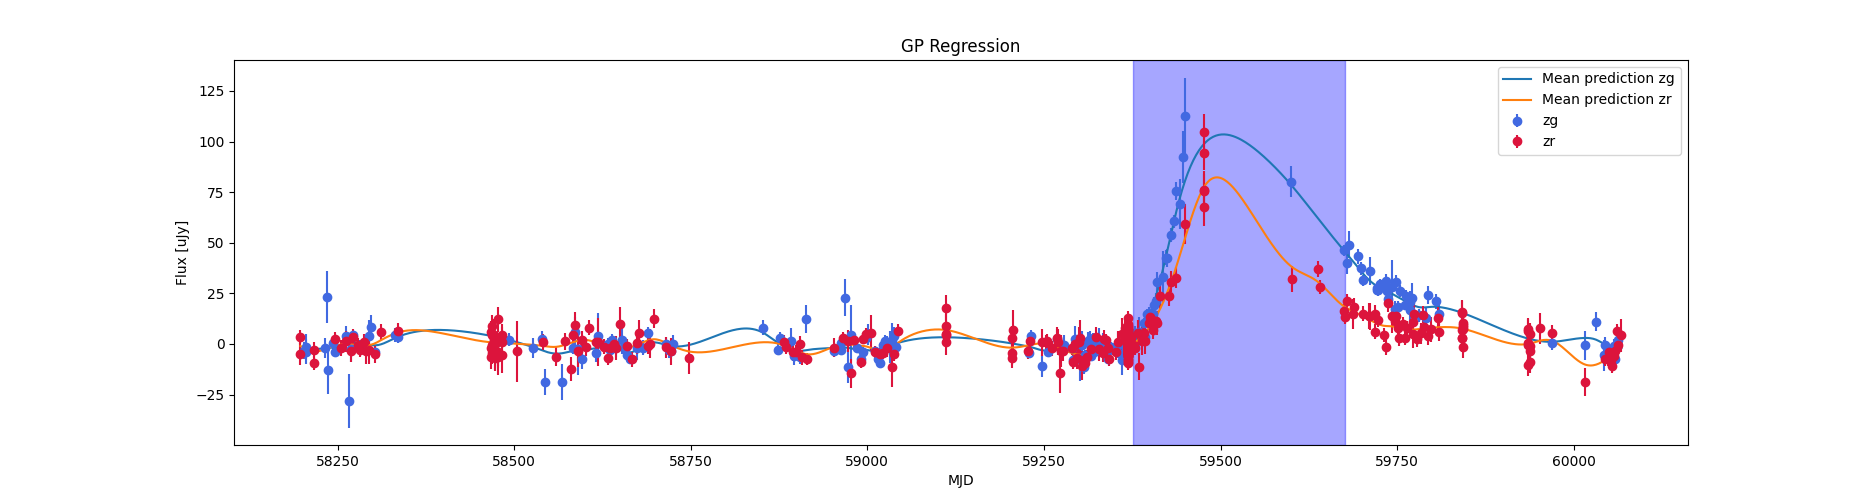 GP Regression
Flux [uJy]
125
100
75
50
25
0
−25
Mean prediction zg
Mean prediction zr
zg
zr
58250 58500 58750 59000 59250 59500 59750 60000
MJD